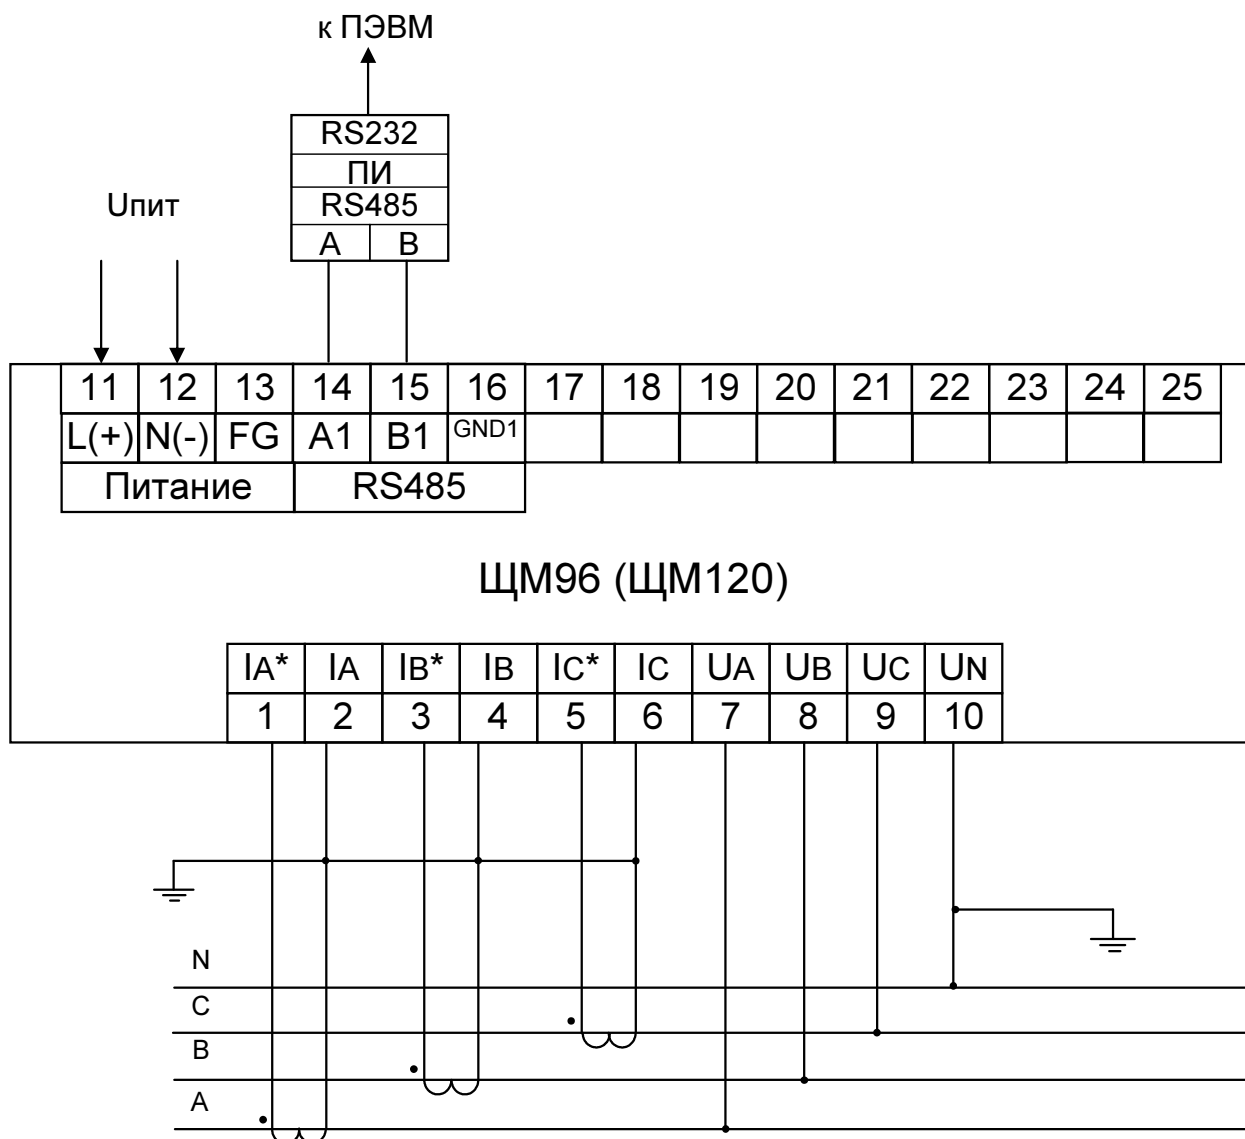 к ПЭВМ
RS232
ПИ
RS485
A B
Uпит
11 12 13 14 15 16 17 18 19 20 21 22 23 24 25
L(+) N(-) FG A1 B1 GND1
Питание RS485
ЩМ96 (ЩМ120)
IA* IA IB* IB IC* IC UA UB UC UN
1 2 3 4 5 6 7 8 9 10
N
C
B
A